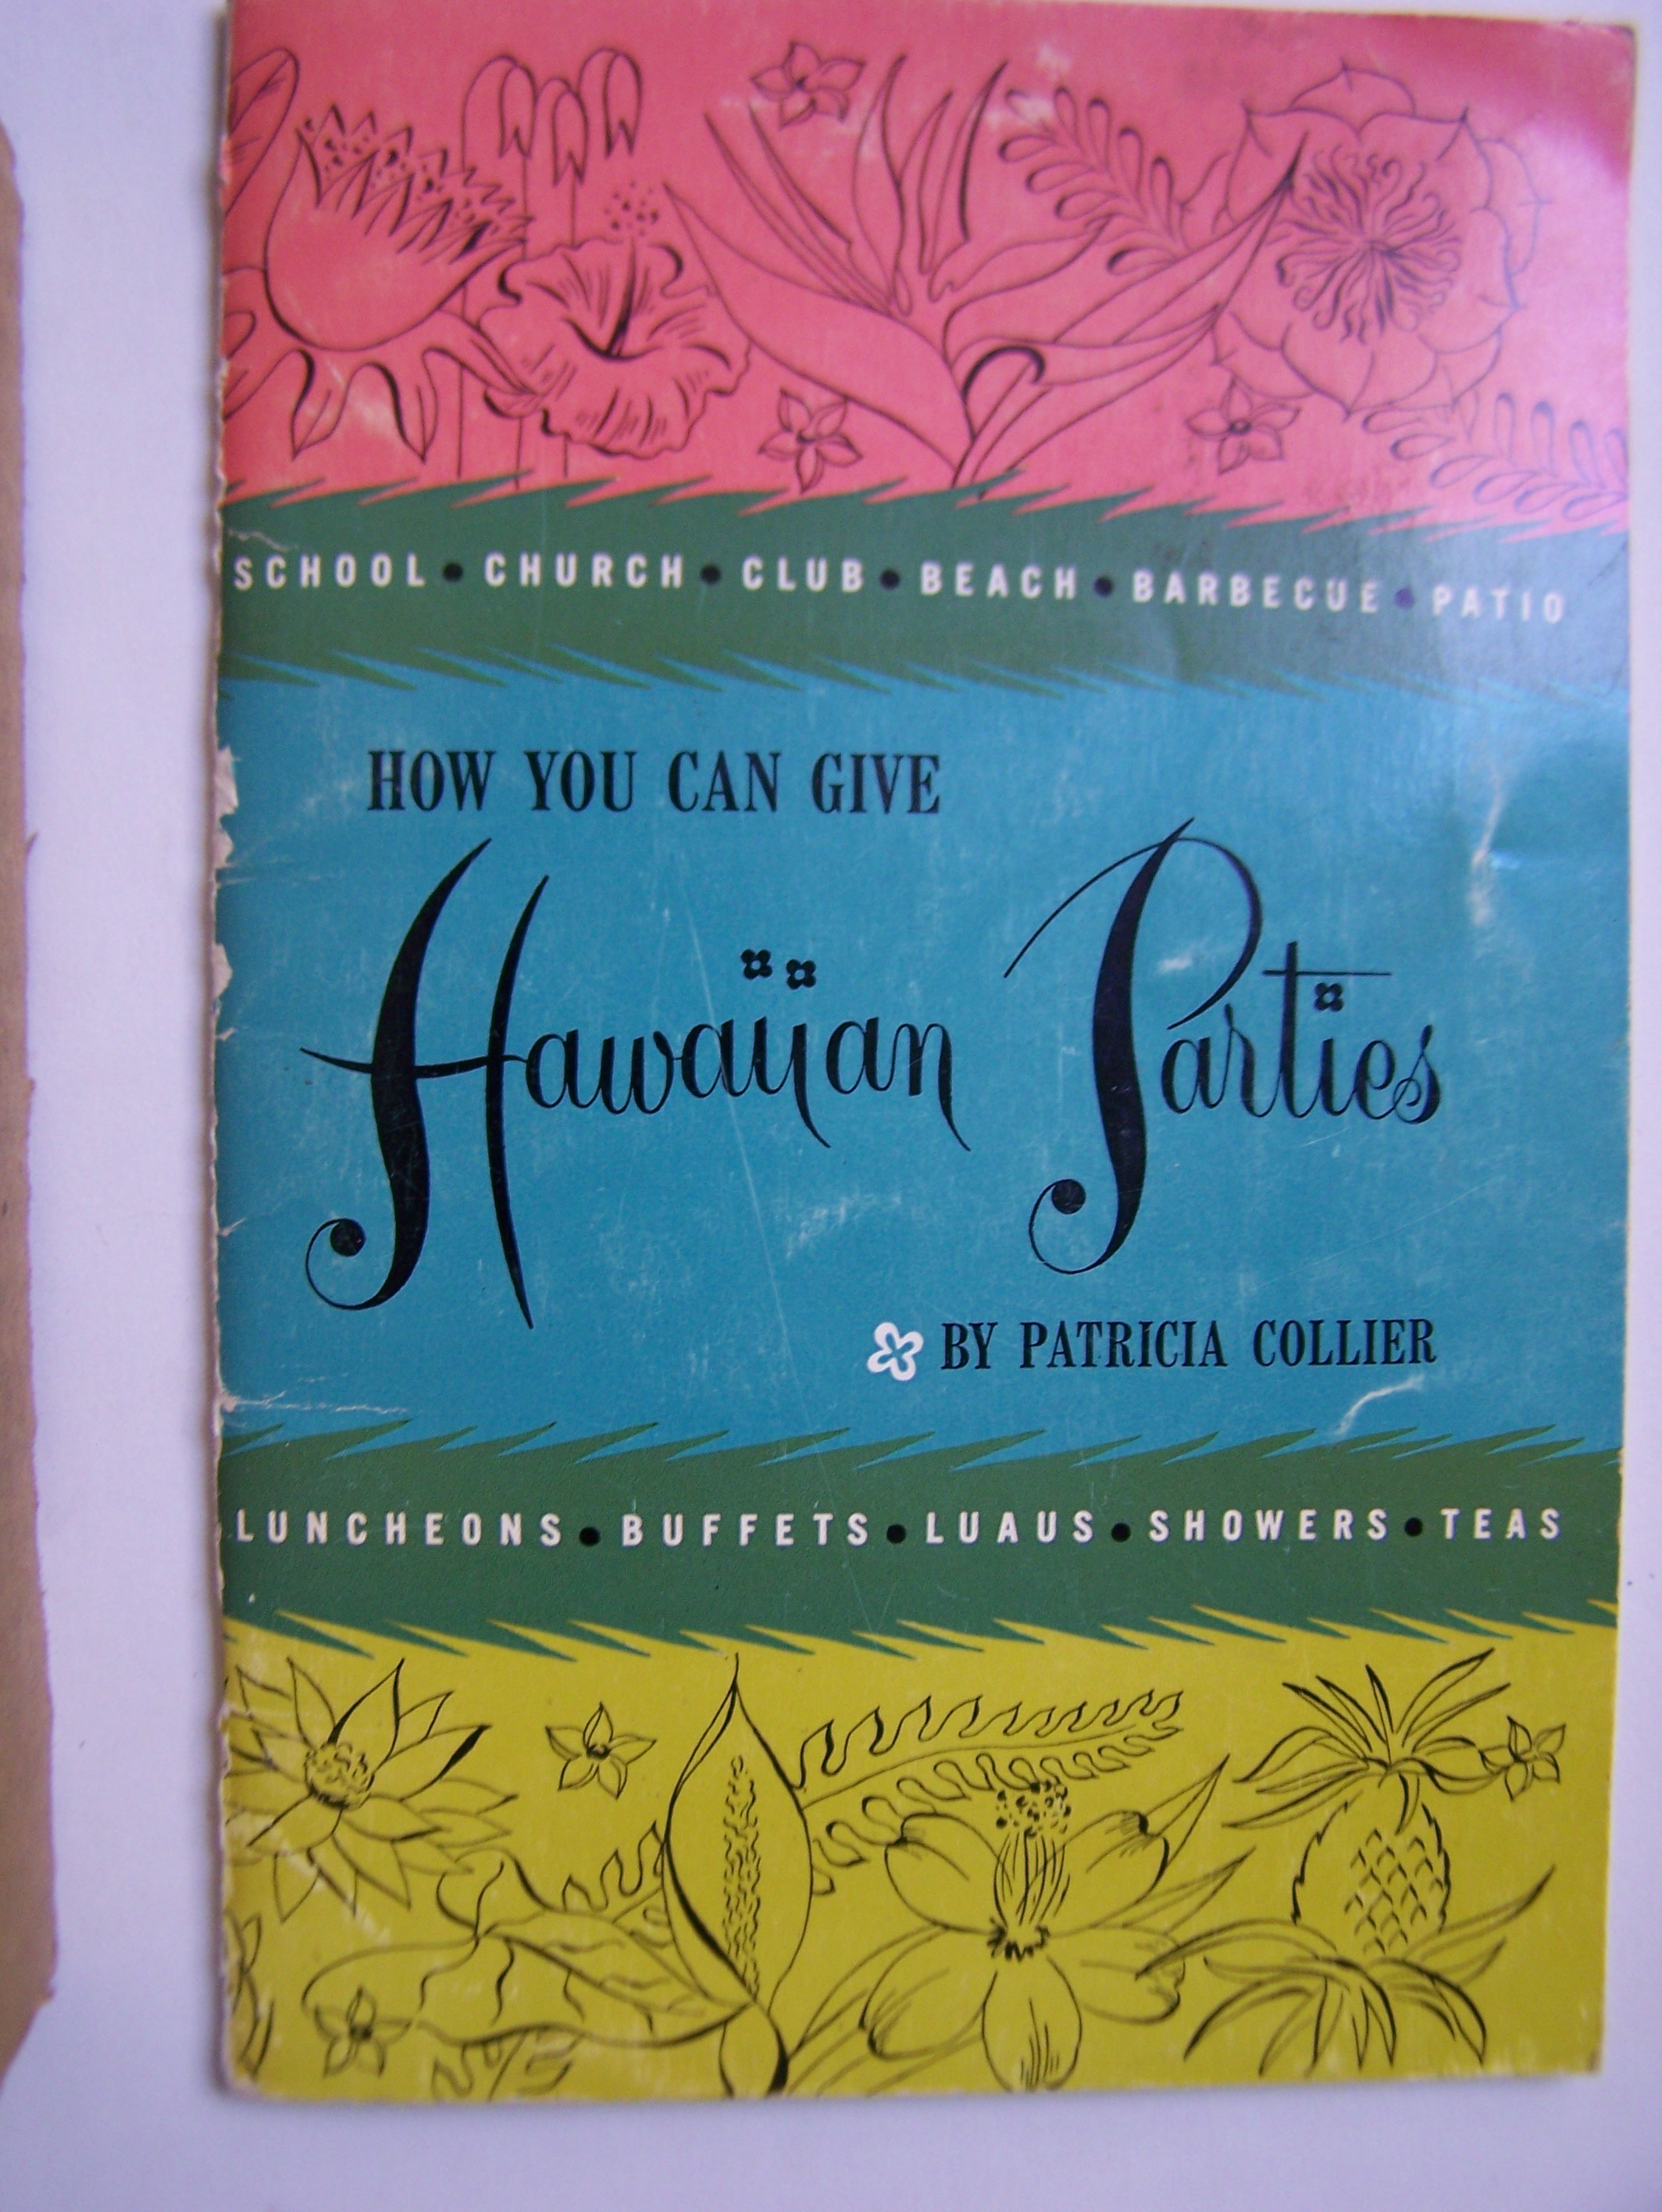 SCHOOL • CHURCH • CLUB • BEACH • BARBECUE • PATIO
HOW YOU CAN GIVE
Hawaiian Parties
BY PATRICIA COLLIER
LUNCHEONS • BUFFETS • LUAUS • SHOWERS • TEAS